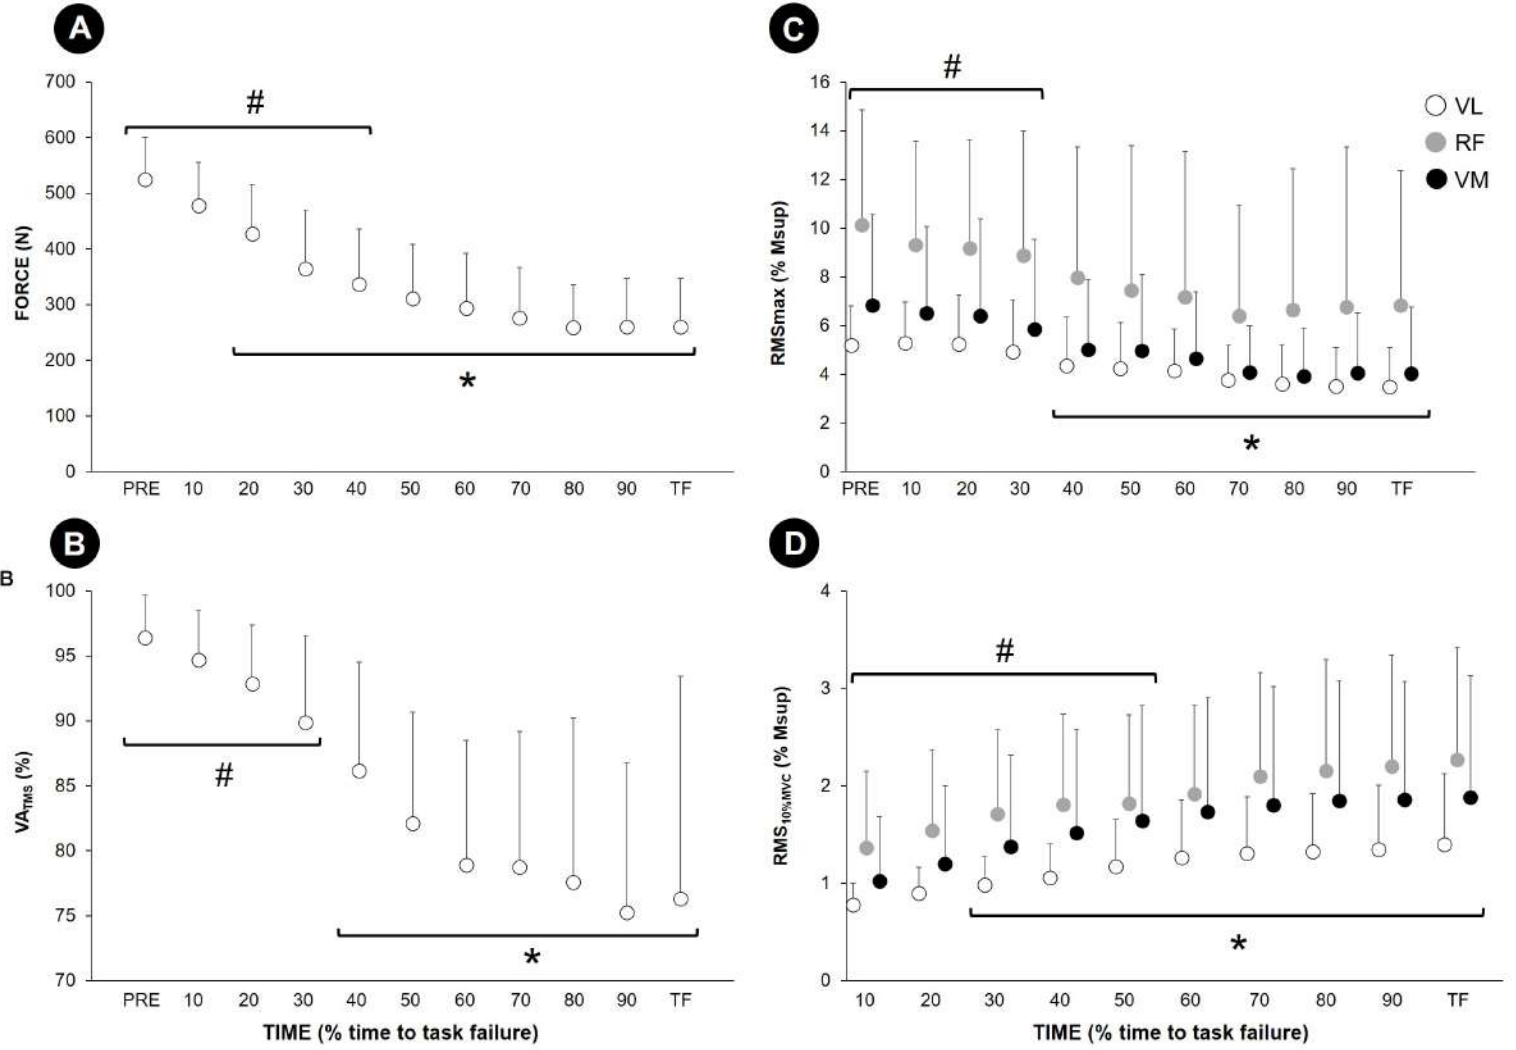 A
FORCE (N)
700
600
500
400
300
200
100
0
#
*
PRE 10 20 30 40 50 60 70 80 90 TF
C
RMSmax (% Msup)
16
14
12
10
8
6
4
2
0
#
*
VL
RF
VM
PRE 10 20 30 40 50 60 70 80 90 TF
B
B
VATMS (%)
100
95
90
85
80
75
70
#
*
PRE 10 20 30 40 50 60 70 80 90 TF
TIME (% time to task failure)
D
RMS10%MVC (% Msup)
4
3
2
1
0
#
*
10 20 30 40 50 60 70 80 90 TF
TIME (% time to task failure)